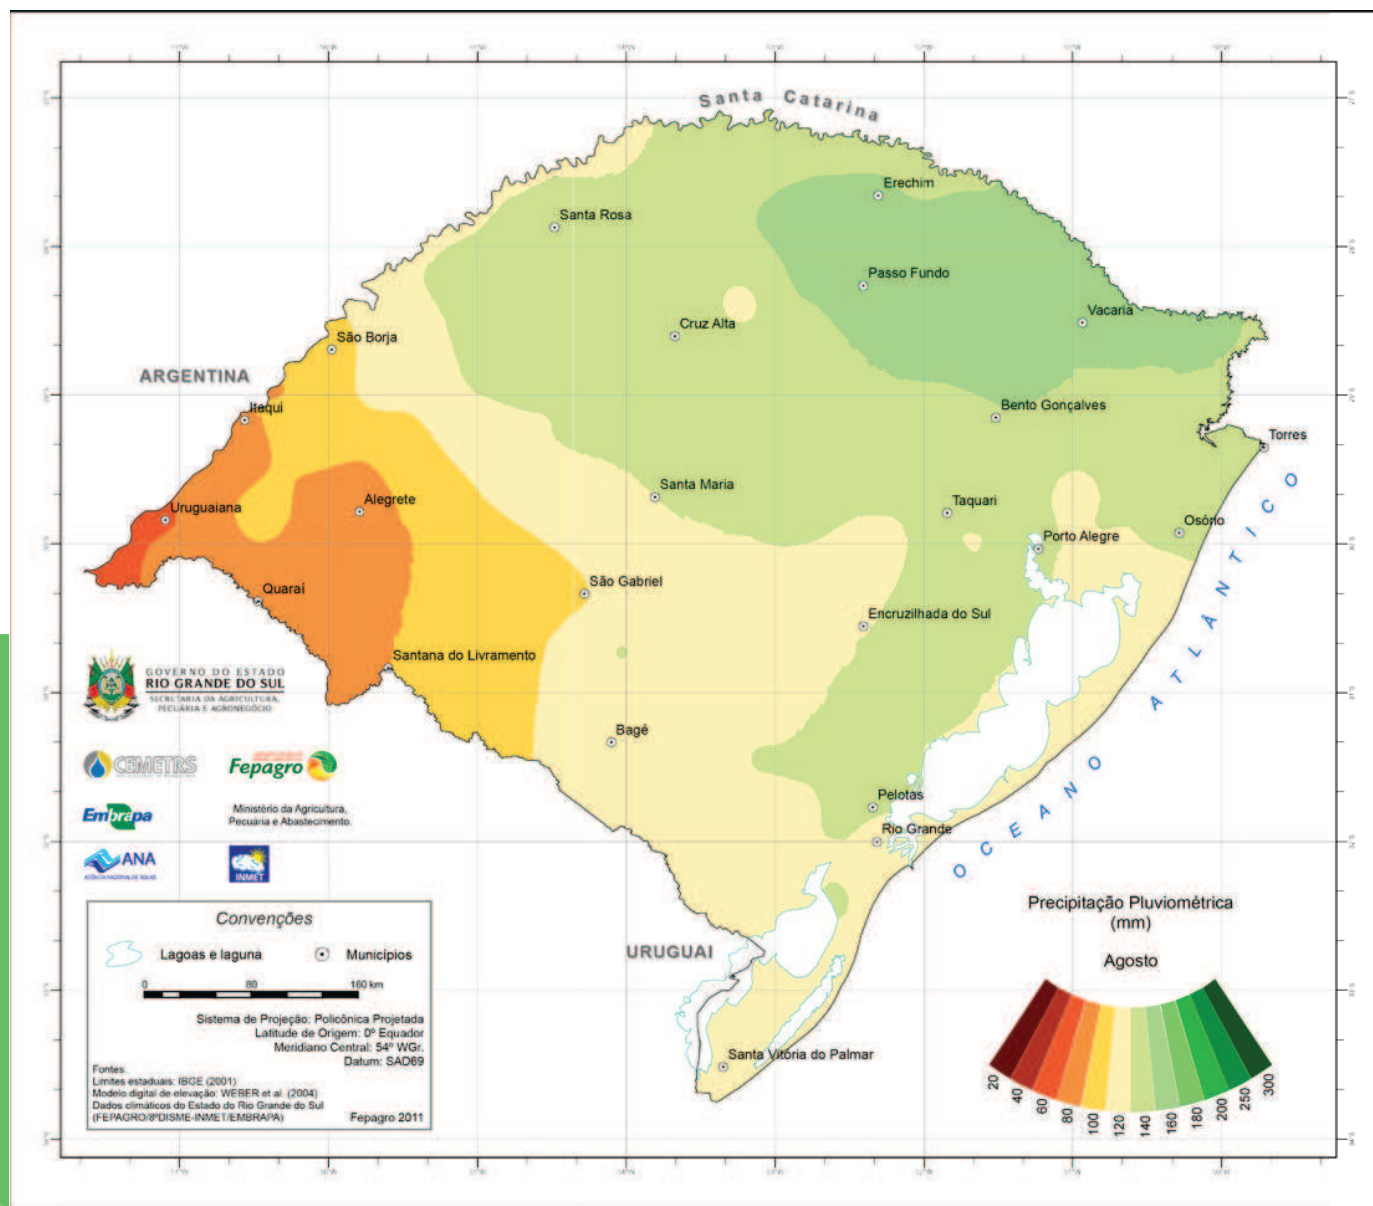 Santa Catarina
Erechim
Santa Rosa
Passo Fundo
Vacaria
Cruz Alta
São Borja
ARGENTINA
Itaqui
Bento Gonçalves
Torres
Santa Maria
Alegrete
Taquari
Uruguaiana
Osório
Porto Alegre
OCEANO ATLÂNTICO
São Gabriel
Quaraí
Encruzilhada do Sul
Santana do Livramento
Bagé
Pelotas
Rio Grande
URUGUAI
Santa Vitória do Palmar
GOVERNO DO ESTADO
RIO GRANDE DO SUL
SECRETARIA DA AGRICULTURA,
PECUÁRIA E AGRONEGÓCIO
CEMETRS
Fepagro
Embrapa
Ministério da Agricultura,
Pecuária e Abastecimento.
ANA
INMET
Convenções
Lagoas e laguna
Municípios
0 80 160 km
Sistema de Projeção: Policônica Projetada
Latitude de Origem: 0º Equador
Meridiano Central: 54º WGr.
Datum: SAD69
Fontes:
Limites estaduais: IBGE (2001)
Modelo digital de elevação: WEBER et al. (2004)
Dados climáticos do Estado do Rio Grande do Sul
(FEPAGRO/8ºDISME-INMET/EMBRAPA)
Fepagro 2011
Precipitação Pluviométrica
(mm)
Agosto
20 40 60 80 100 120 140 160 180 200 250 300